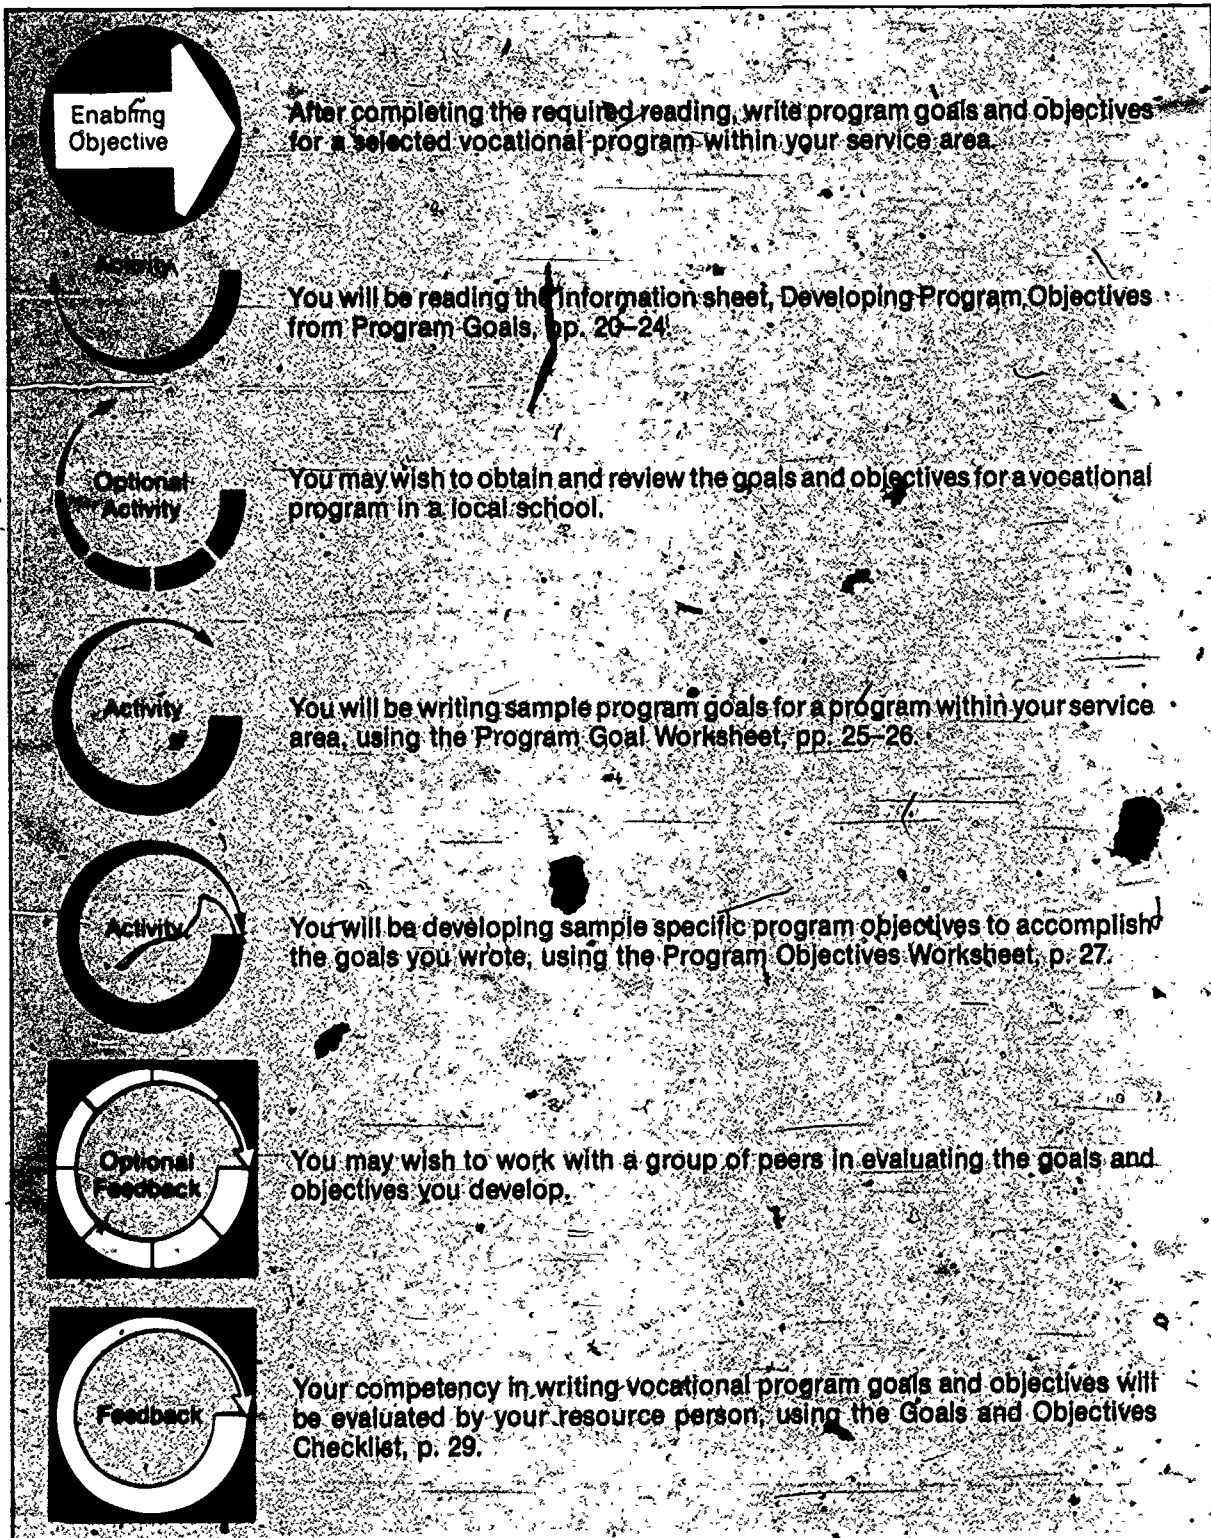 Enabling
Objective
After completing the required reading, write program goals and objectives
for a selected vocational program within your service area.
Activity
You will be reading the information sheet, Developing Program Objectives
from Program Goals, pp. 20–24.
Optional
Activity
You may wish to obtain and review the goals and objectives for a vocational
program in a local school.
Activity
You will be writing sample program goals for a program within your service
area, using the Program Goal Worksheet, pp. 25–26.
Activity
You will be developing sample specific program objectives to accomplish
the goals you wrote, using the Program Objectives Worksheet, p. 27.
Optional
Feedback
You may wish to work with a group of peers in evaluating the goals and
objectives you develop.
Feedback
Your competency in writing vocational program goals and objectives will
be evaluated by your resource person, using the Goals and Objectives
Checklist, p. 29.